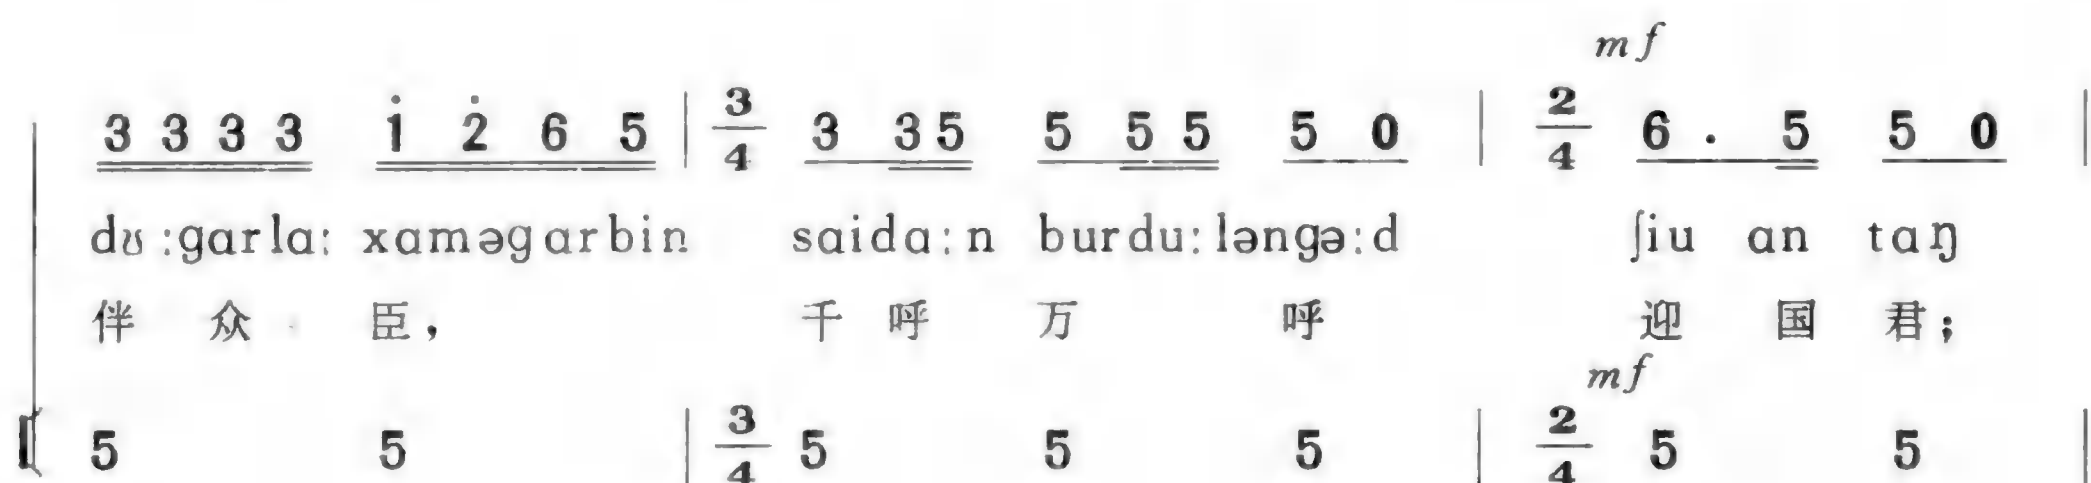 mf
3 3 3 3 1̇ 2̇ 6 5 | 3/4 3 3 5 5 5 5 5 0 | 2/4 6 . 5 5 0 |
dʊ:garla: xaməgarbin saida:n burdu:ləngə:d ʃiu an taŋ
伴 众 臣， 千 呼 万 呼 迎 国 君；
mf
5 5 | 3/4 5 5 5 | 2/4 5 5 |